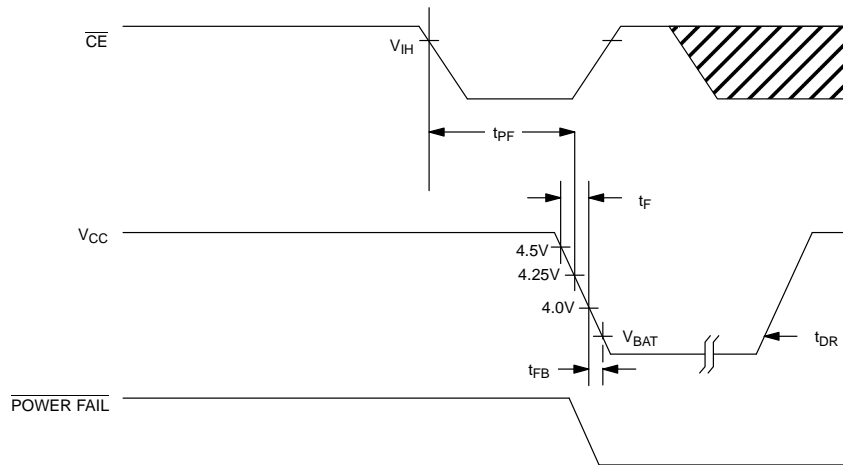 CE
V_IH
t_PF
t_F
V_CC
4.5V
4.25V
4.0V
V_BAT
t_DR
t_FB
POWER FAIL